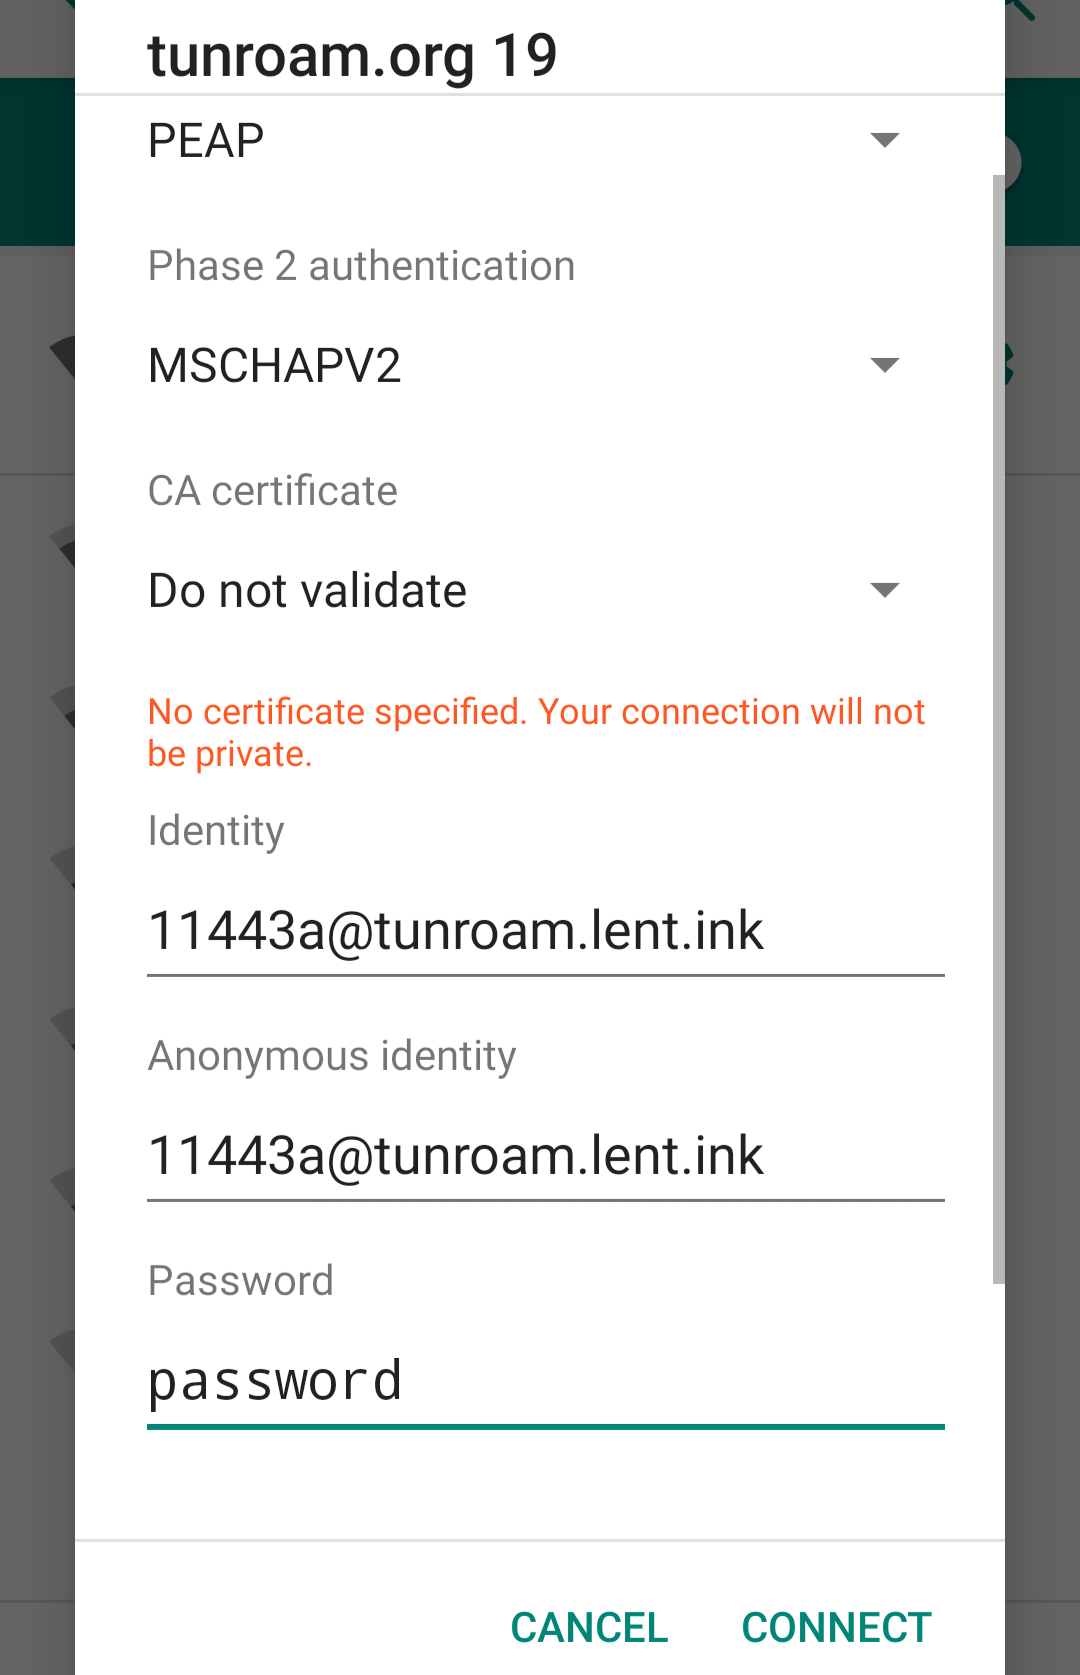 tunroam.org 19
PEAP
Phase 2 authentication
MSCHAPV2
CA certificate
Do not validate
No certificate specified. Your connection will not
be private.
Identity
11443a@tunroam.lent.ink
Anonymous identity
11443a@tunroam.lent.ink
Password
password
CANCEL CONNECT